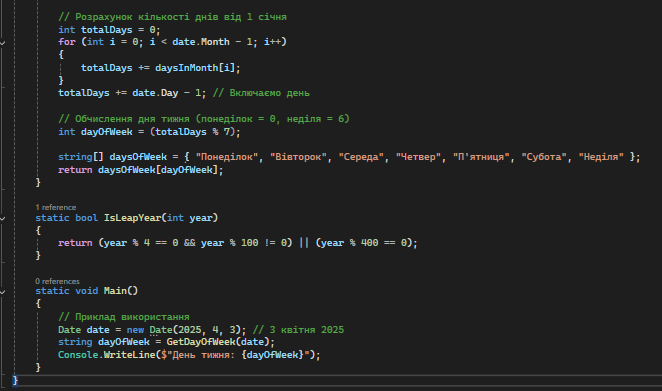 // Розрахунок кількості днів від 1 січня
int totalDays = 0;
for (int i = 0; i < date.Month - 1; i++)
{
totalDays += daysInMonth[i];
}
totalDays += date.Day - 1; // Включаємо день
// Обчислення дня тижня (понеділок = 0, неділя = 6)
int dayOfWeek = (totalDays % 7);
string[] daysOfWeek = { "Понеділок", "Вівторок", "Середа", "Четвер", "П'ятниця", "Субота", "Неділя" };
return daysOfWeek[dayOfWeek];
}
1 reference
static bool IsLeapYear(int year)
{
return (year % 4 == 0 && year % 100 != 0) || (year % 400 == 0);
}
0 references
static void Main()
{
// Приклад використання
Date date = new Date(2025, 4, 3); // 3 квітня 2025
string dayOfWeek = GetDayOfWeek(date);
Console.WriteLine($"День тижня: {dayOfWeek}");
}
}